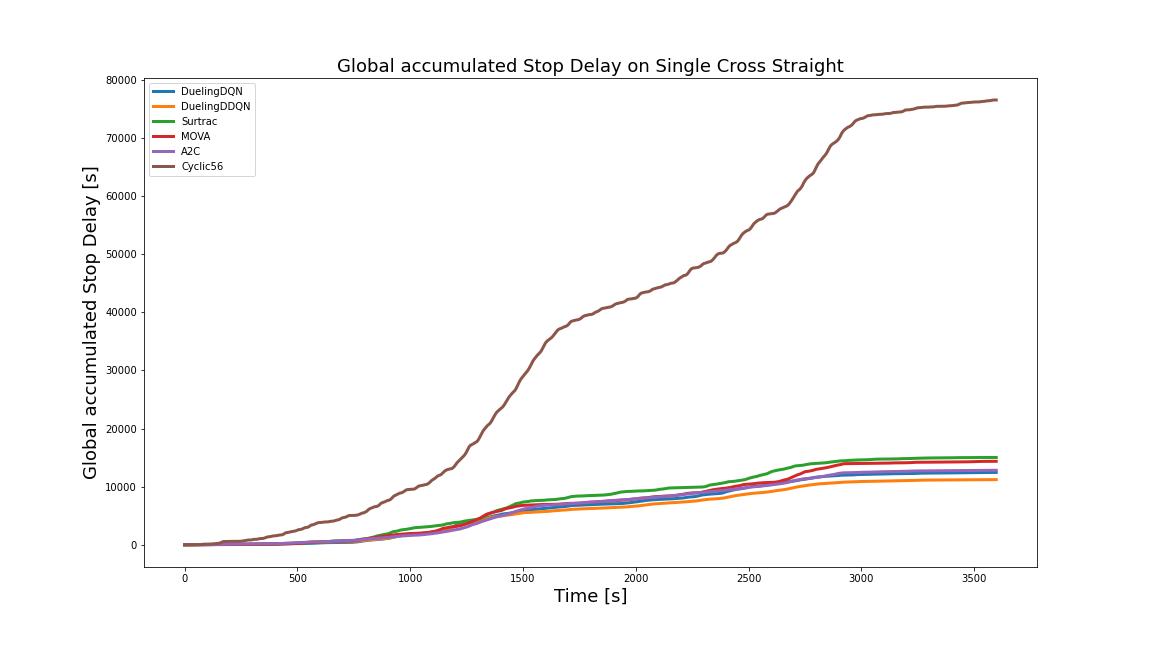 Global accumulated Stop Delay on Single Cross Straight
80000
70000
60000
50000
40000
30000
20000
10000
0
Global accumulated Stop Delay [s]
DuelingDQN
DuelingDDQN
Surtrac
MOVA
A2C
Cyclic56
0 500 1000 1500 2000 2500 3000 3500
Time [s]